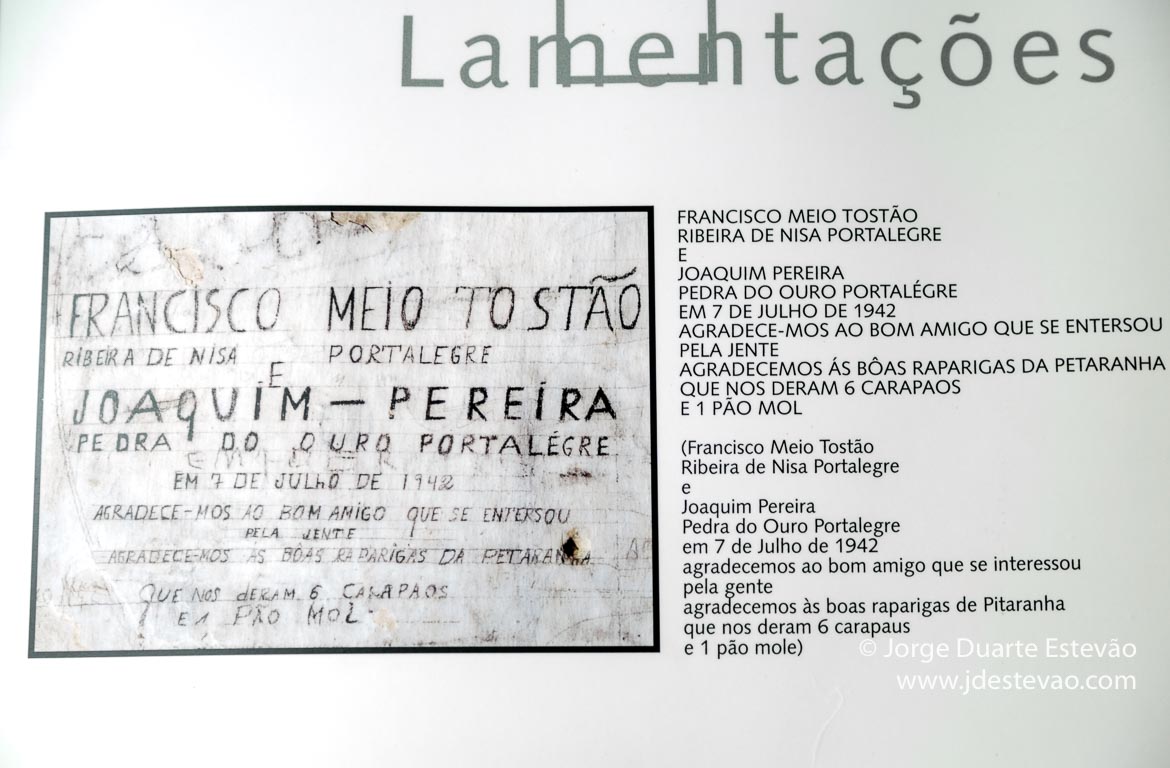 Lamentações
FRANCISCO MEIO TOSTÃO
RIBEIRA DE NISA PORTALEGRE
E
JOAQUIM — PEREÍRA
PEDRA DO OURO PORTALÉGRE
EM 7 DE JULhO DE 1942
AGRADECE-MOS AO BOM AMIGO QUE SE ENTERSOU
PELA JENTE
AGRADECE-MOS ÁS BÔAS RAPARIGAS DA PETARANHA
QUE NOS dERAM 6 CARAPAOS
E 1 PÃO MOL
FRANCISCO MEIO TOSTÃO
RIBEIRA DE NISA PORTALEGRE
E
JOAQUIM PEREIRA
PEDRA DO OURO PORTALÉGRE
EM 7 DE JULHO DE 1942
AGRADECE-MOS AO BOM AMIGO QUE SE ENTERSOU
PELA JENTE
AGRADECEMOS ÁS BÔAS RAPARIGAS DA PETARANHA
QUE NOS DERAM 6 CARAPAOS
E 1 PÃO MOL
(Francisco Meio Tostão
Ribeira de Nisa Portalegre
e
Joaquim Pereira
Pedra do Ouro Portalegre
em 7 de Julho de 1942
agradecemos ao bom amigo que se interessou
pela gente
agradecemos às boas raparigas de Pitaranha
que nos deram 6 carapaus
e 1 pão mole)
© Jorge Duarte Estevão
www.jdestevao.com